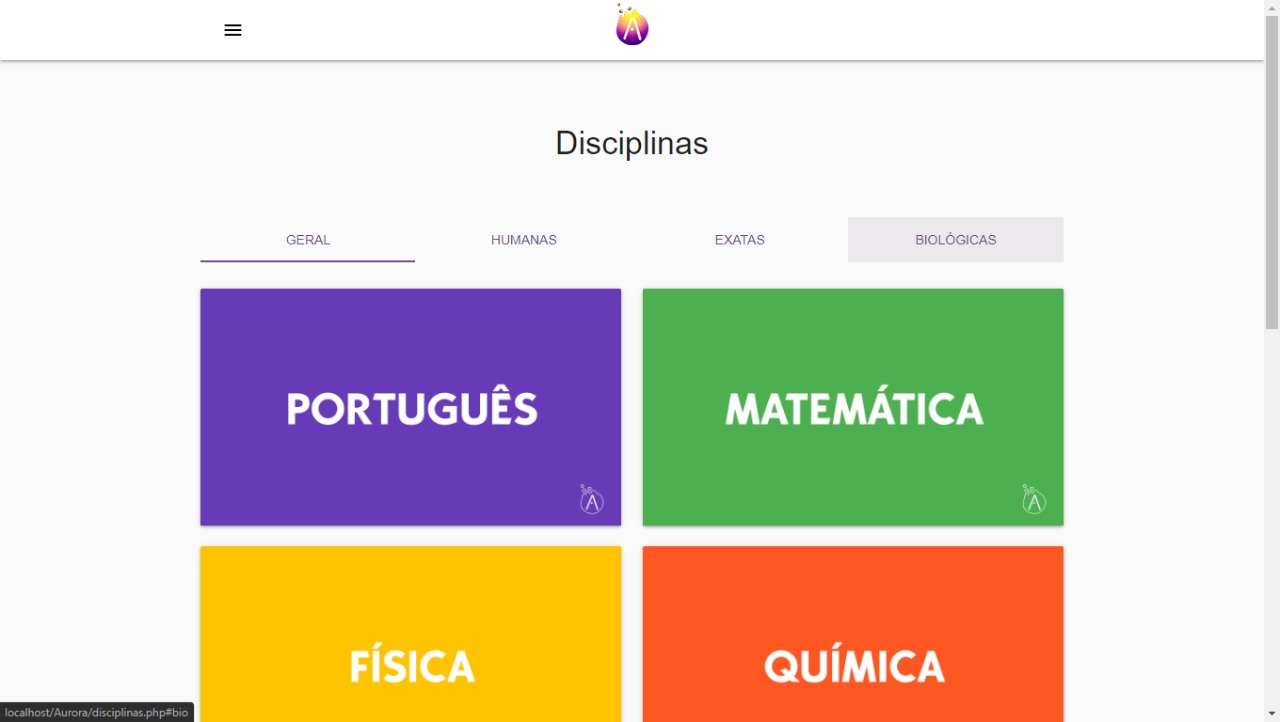 A
Disciplinas
GERAL HUMANAS EXATAS BIOLÓGICAS
PORTUGUÊS MATEMÁTICA
A A
FÍSICA QUÍMICA
localhost/Aurora/disciplinas.php#bio